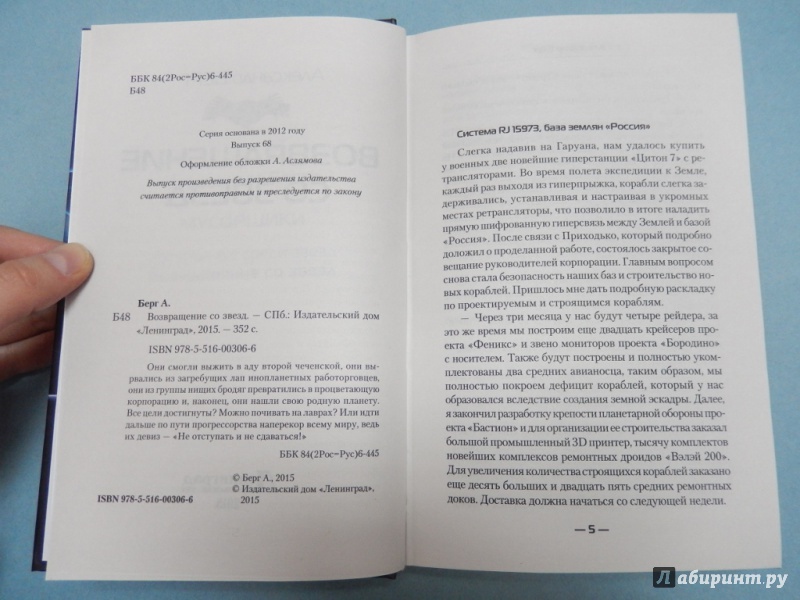 ББК 84(2Рос=Рус)6-445
Б48
Серия основана в 2012 году
Выпуск 68
Оформление обложки А. Аслямова
Выпуск произведения без разрешения издательства
считается противоправным и преследуется по закону
Берг А.
Б48 Возвращение со звезд. — СПб.: Издательский дом
«Ленинград», 2015. — 352 с.
ISBN 978-5-516-00306-6
Они смогли выжить в аду второй чеченской, они вы-
рвались из загребущих лап инопланетных работорговцев,
они из группы нищих бродяг превратились в процветающую
корпорацию и, наконец, они нашли свою родную планету.
Все цели достигнуты? Можно почивать на лаврах? Или идти
дальше по пути прогрессорства наперекор всему миру, ведь
их девиз — «Не отступать и не сдаваться!»
ББК 84(2Рос=Рус)6-445
© Берг А., 2015
© Издательский дом «Ленинград»,
2015
ISBN 978-5-516-00306-6
Система RJ 15973, база землян «Россия»
Слегка надавив на Гаруана, нам удалось купить
у военных две новейшие гиперстанции «Цитон 7» с ре-
трансляторами. Во время полета экспедиции к Земле,
каждый раз выходя из гиперпрыжка, корабли слегка за-
держивались, устанавливая и настраивая в укромных
местах ретрансляторы, что позволило в итоге наладить
прямую шифрованную гиперсвязь между Землей и базой
«Россия». После связи с Приходько, который подробно
доложил о проделанной работе, состоялось закрытое со-
вещание руководителей корпорации. Главным вопросом
снова стала безопасность наших баз и строительство но-
вых кораблей. Пришлось мне дать подробную раскладку
по проектируемым и строящимся кораблям.
— Через три месяца у нас будут четыре рейдера, за
это же время мы построим еще двадцать крейсеров про-
екта «Феникс» и звено мониторов проекта «Бородино»
с носителем. Также будут построены и полностью уком-
плектованы два средних авианосца, таким образом, мы
полностью покроем дефицит кораблей, который у нас
образовался вследствие создания земной эскадры. Далее,
я закончил разработку крепости планетарной обороны про-
екта «Бастион» и для организации ее строительства заказал
большой промышленный 3D принтер, тысячу комплектов
новейших комплексов ремонтных дроидов «Вэлэй 200».
Для увеличения количества строящихся кораблей заказано
еще десять больших и двадцать пять средних ремонтных
доков. Доставка должна начаться со следующей недели.
— 5 —
Лабиринт.ру